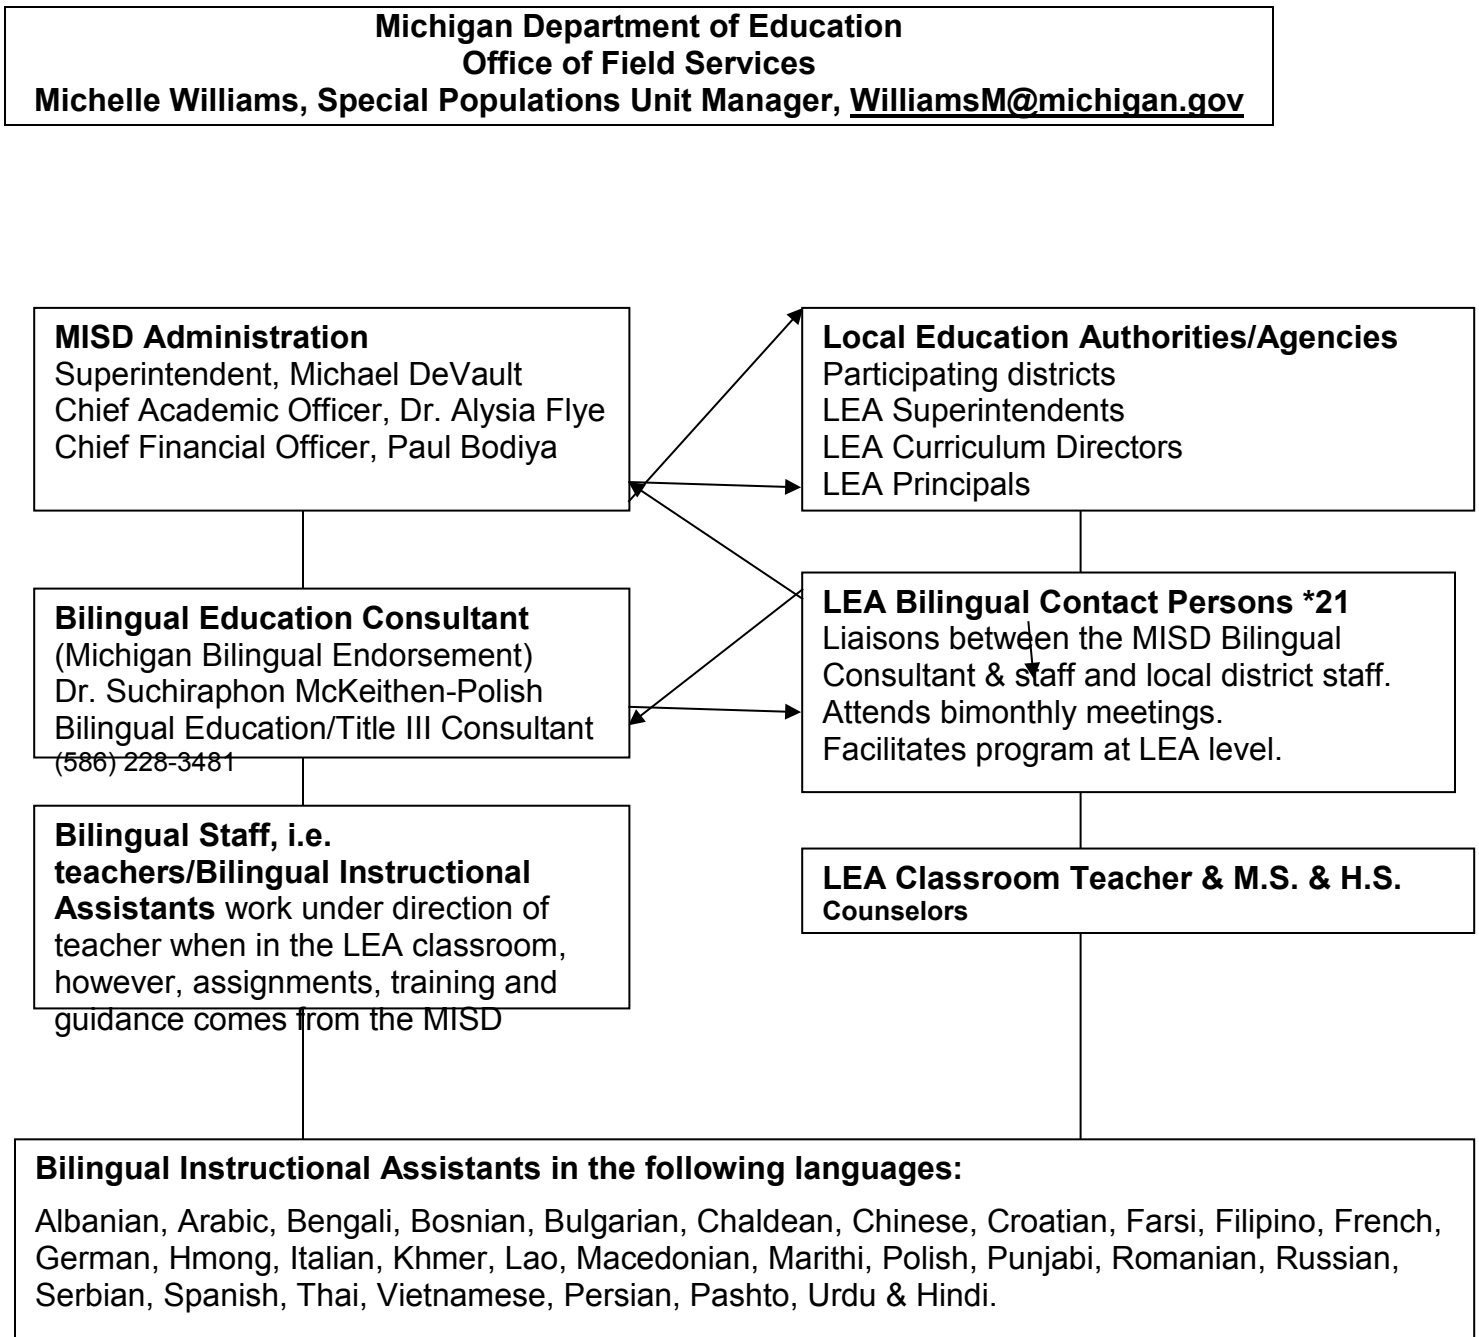 Michigan Department of Education
Office of Field Services
Michelle Williams, Special Populations Unit Manager, WilliamsM@michigan.gov
MISD Administration
Superintendent, Michael DeVault
Chief Academic Officer, Dr. Alysia Flye
Chief Financial Officer, Paul Bodiya
Local Education Authorities/Agencies
Participating districts
LEA Superintendents
LEA Curriculum Directors
LEA Principals
Bilingual Education Consultant
(Michigan Bilingual Endorsement)
Dr. Suchiraphon McKeithen-Polish
Bilingual Education/Title III Consultant
(586) 228-3481
LEA Bilingual Contact Persons *21
Liaisons between the MISD Bilingual
Consultant & staff and local district staff.
Attends bimonthly meetings.
Facilitates program at LEA level.
Bilingual Staff, i.e.
teachers/Bilingual Instructional
Assistants work under direction of
teacher when in the LEA classroom,
however, assignments, training and
guidance comes from the MISD
LEA Classroom Teacher & M.S. & H.S.
Counselors
Bilingual Instructional Assistants in the following languages:
Albanian, Arabic, Bengali, Bosnian, Bulgarian, Chaldean, Chinese, Croatian, Farsi, Filipino, French,
German, Hmong, Italian, Khmer, Lao, Macedonian, Marithi, Polish, Punjabi, Romanian, Russian,
Serbian, Spanish, Thai, Vietnamese, Persian, Pashto, Urdu & Hindi.